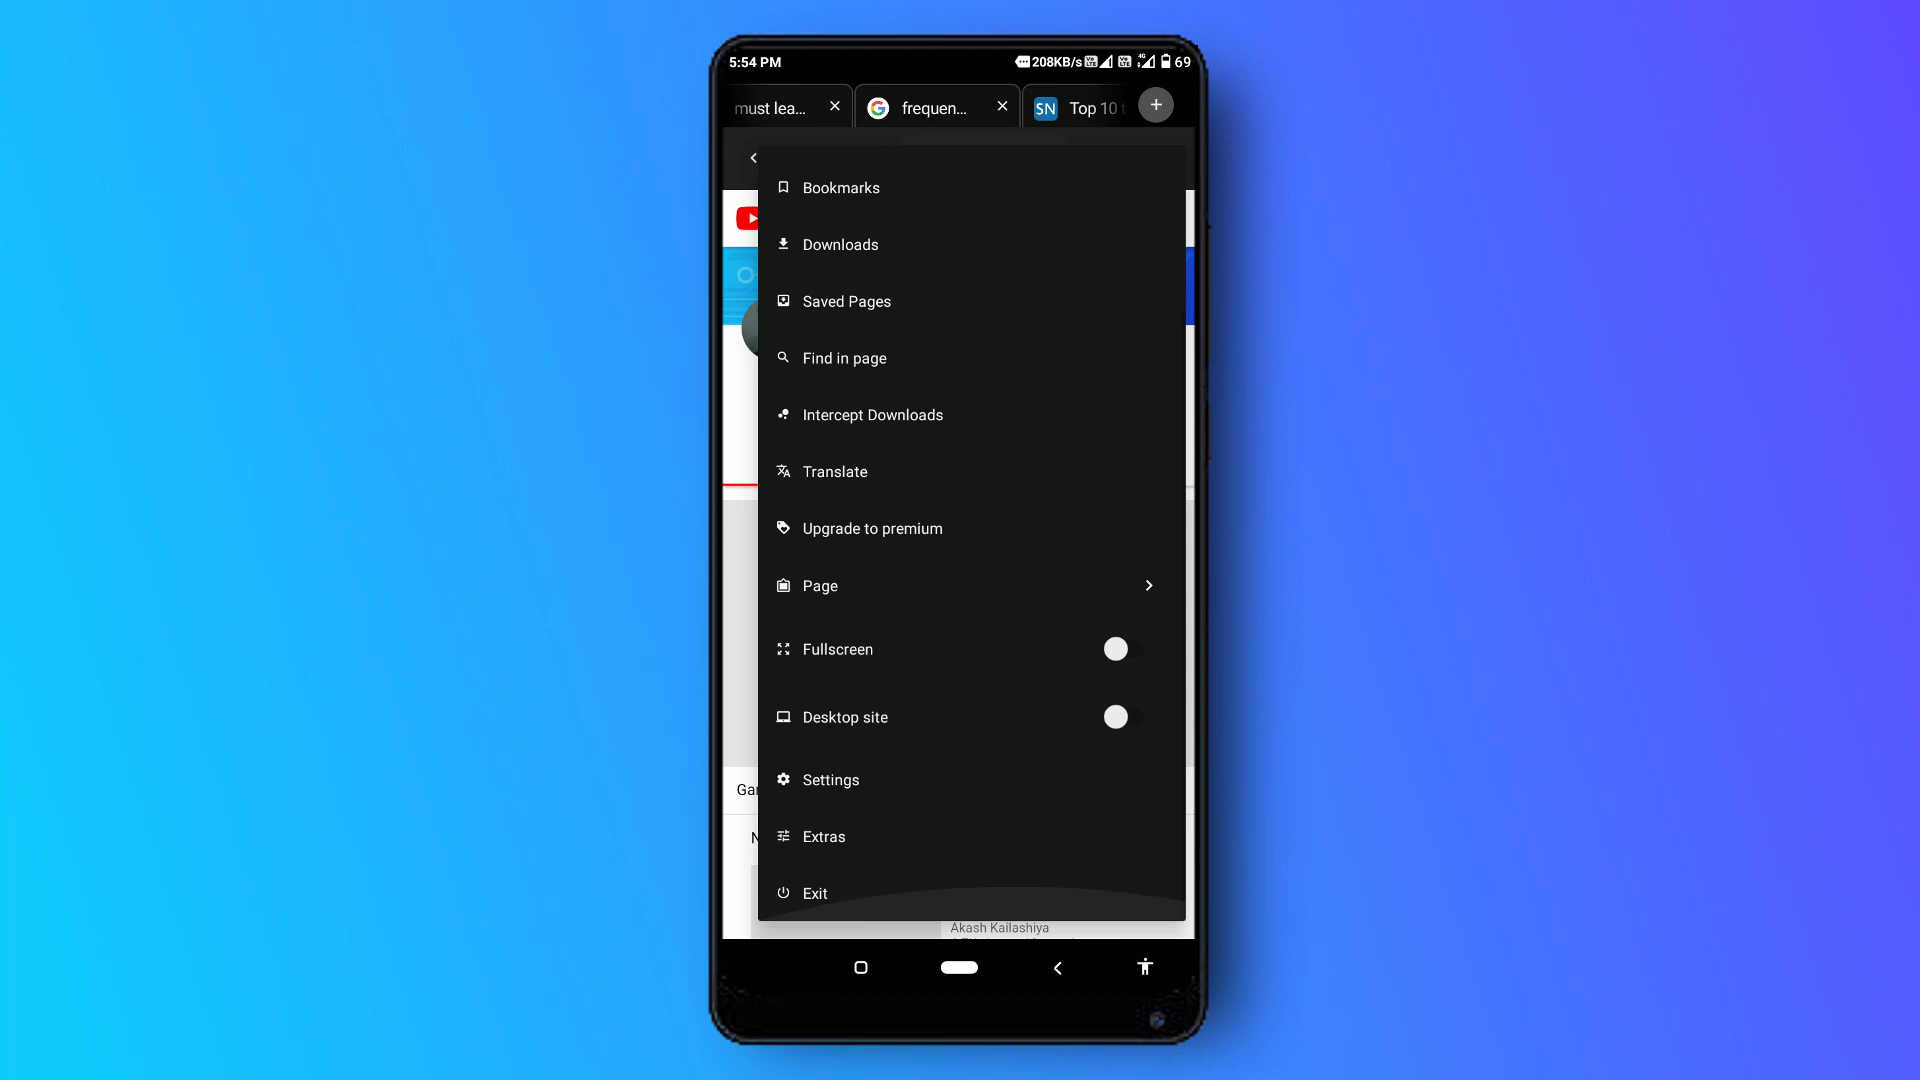 5:54 PM
208KB/s
4G
69
must lea...
frequen...
SN Top 10
Bookmarks
Downloads
Saved Pages
Find in page
Intercept Downloads
Translate
Upgrade to premium
Page
Fullscreen
Desktop site
Settings
Extras
Exit
Akash Kailashiya